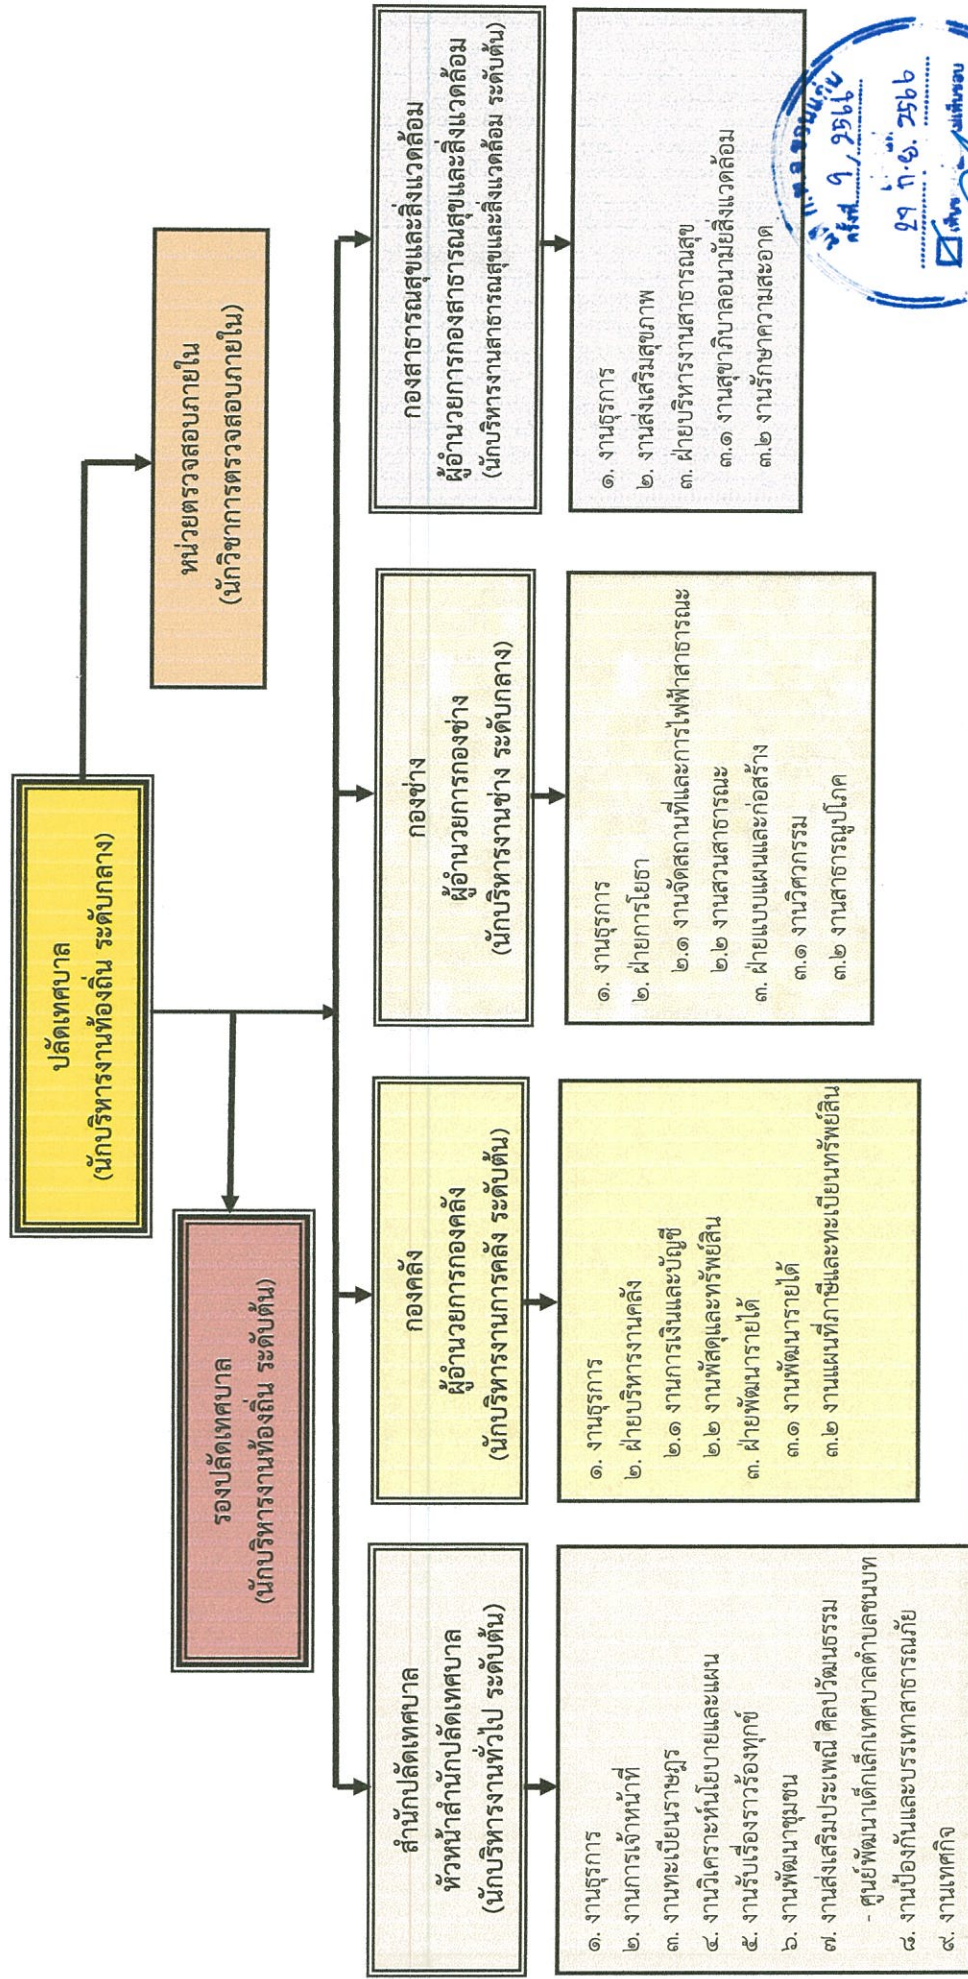 ปลัดเทศบาล
(นักบริหารงานท้องถิ่น ระดับกลาง)
หน่วยตรวจสอบภายใน
(นักวิชาการตรวจสอบภายใน)
รองปลัดเทศบาล
(นักบริหารงานท้องถิ่น ระดับต้น)
สำนักปลัดเทศบาล
หัวหน้าสำนักปลัดเทศบาล
(นักบริหารงานทั่วไป ระดับต้น)
๑. งานธุรการ
๒. งานการเจ้าหน้าที่
๓. งานทะเบียนราษฎร
๔. งานวิเคราะห์นโยบายและแผน
๕. งานรับเรื่องราวร้องทุกข์
๖. งานพัฒนาชุมชน
๗. งานส่งเสริมประเพณี ศิลปวัฒนธรรม
- ศูนย์พัฒนาเด็กเล็กเทศบาลตำบลชนบท
๘. งานป้องกันและบรรเทาสาธารณภัย
๙. งานเทศกิจ
กองคลัง
ผู้อำนวยการกองคลัง
(นักบริหารงานการคลัง ระดับต้น)
๑. งานธุรการ
๒. ฝ่ายบริหารงานคลัง
๒.๑ งานการเงินและบัญชี
๒.๒ งานพัสดุและทรัพย์สิน
๓. ฝ่ายพัฒนารายได้
๓.๑ งานพัฒนารายได้
๓.๒ งานแผนที่ภาษีและทะเบียนทรัพย์สิน
กองช่าง
ผู้อำนวยการกองช่าง
(นักบริหารงานช่าง ระดับกลาง)
๑. งานธุรการ
๒. ฝ่ายการโยธา
๒.๑ งานจัดสถานที่และการไฟฟ้าสาธารณะ
๒.๒ งานสวนสาธารณะ
๓. ฝ่ายแบบแผนและก่อสร้าง
๓.๑ งานวิศวกรรม
๓.๒ งานสาธารณูปโภค
กองสาธารณสุขและสิ่งแวดล้อม
ผู้อำนวยการกองสาธารณสุขและสิ่งแวดล้อม
(นักบริหารงานสาธารณสุขและสิ่งแวดล้อม ระดับต้น)
๑. งานธุรการ
๒. งานส่งเสริมสุขภาพ
๓. ฝ่ายบริหารงานสาธารณสุข
๓.๑ งานสุขาภิบาลอนามัยสิ่งแวดล้อม
๓.๒ งานรักษาความสะอาด
ก.ท.จ.ขอนแก่น
ครั้งที่ 9 / 2566
29 ก.ย. 2566